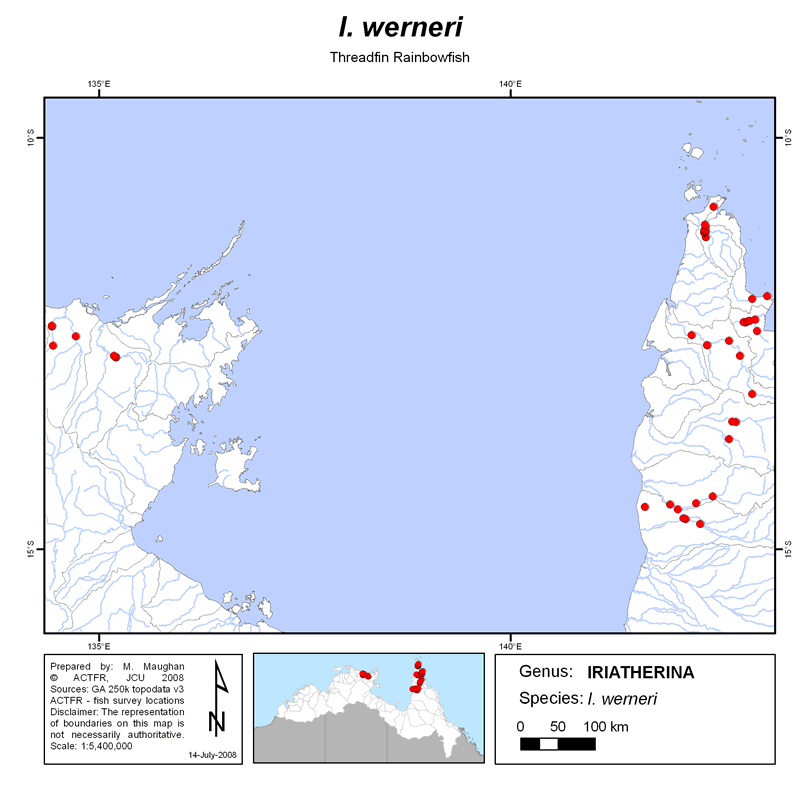 I. werneri
Threadfin Rainbowfish
135°E 140°E
10°S 10°S
15°S 15°S
135°E 140°E
Prepared by: M. Maughan
© ACTFR, JCU 2008
Sources: GA 250k topodata v3
ACTFR - fish survey locations
Disclaimer: The representation
of boundaries on this map is
not necessarily authoritative.
Scale: 1:5,400,000
N
14-July-2008
Genus: IRIATHERINA
Species: I. werneri
0 50 100 km